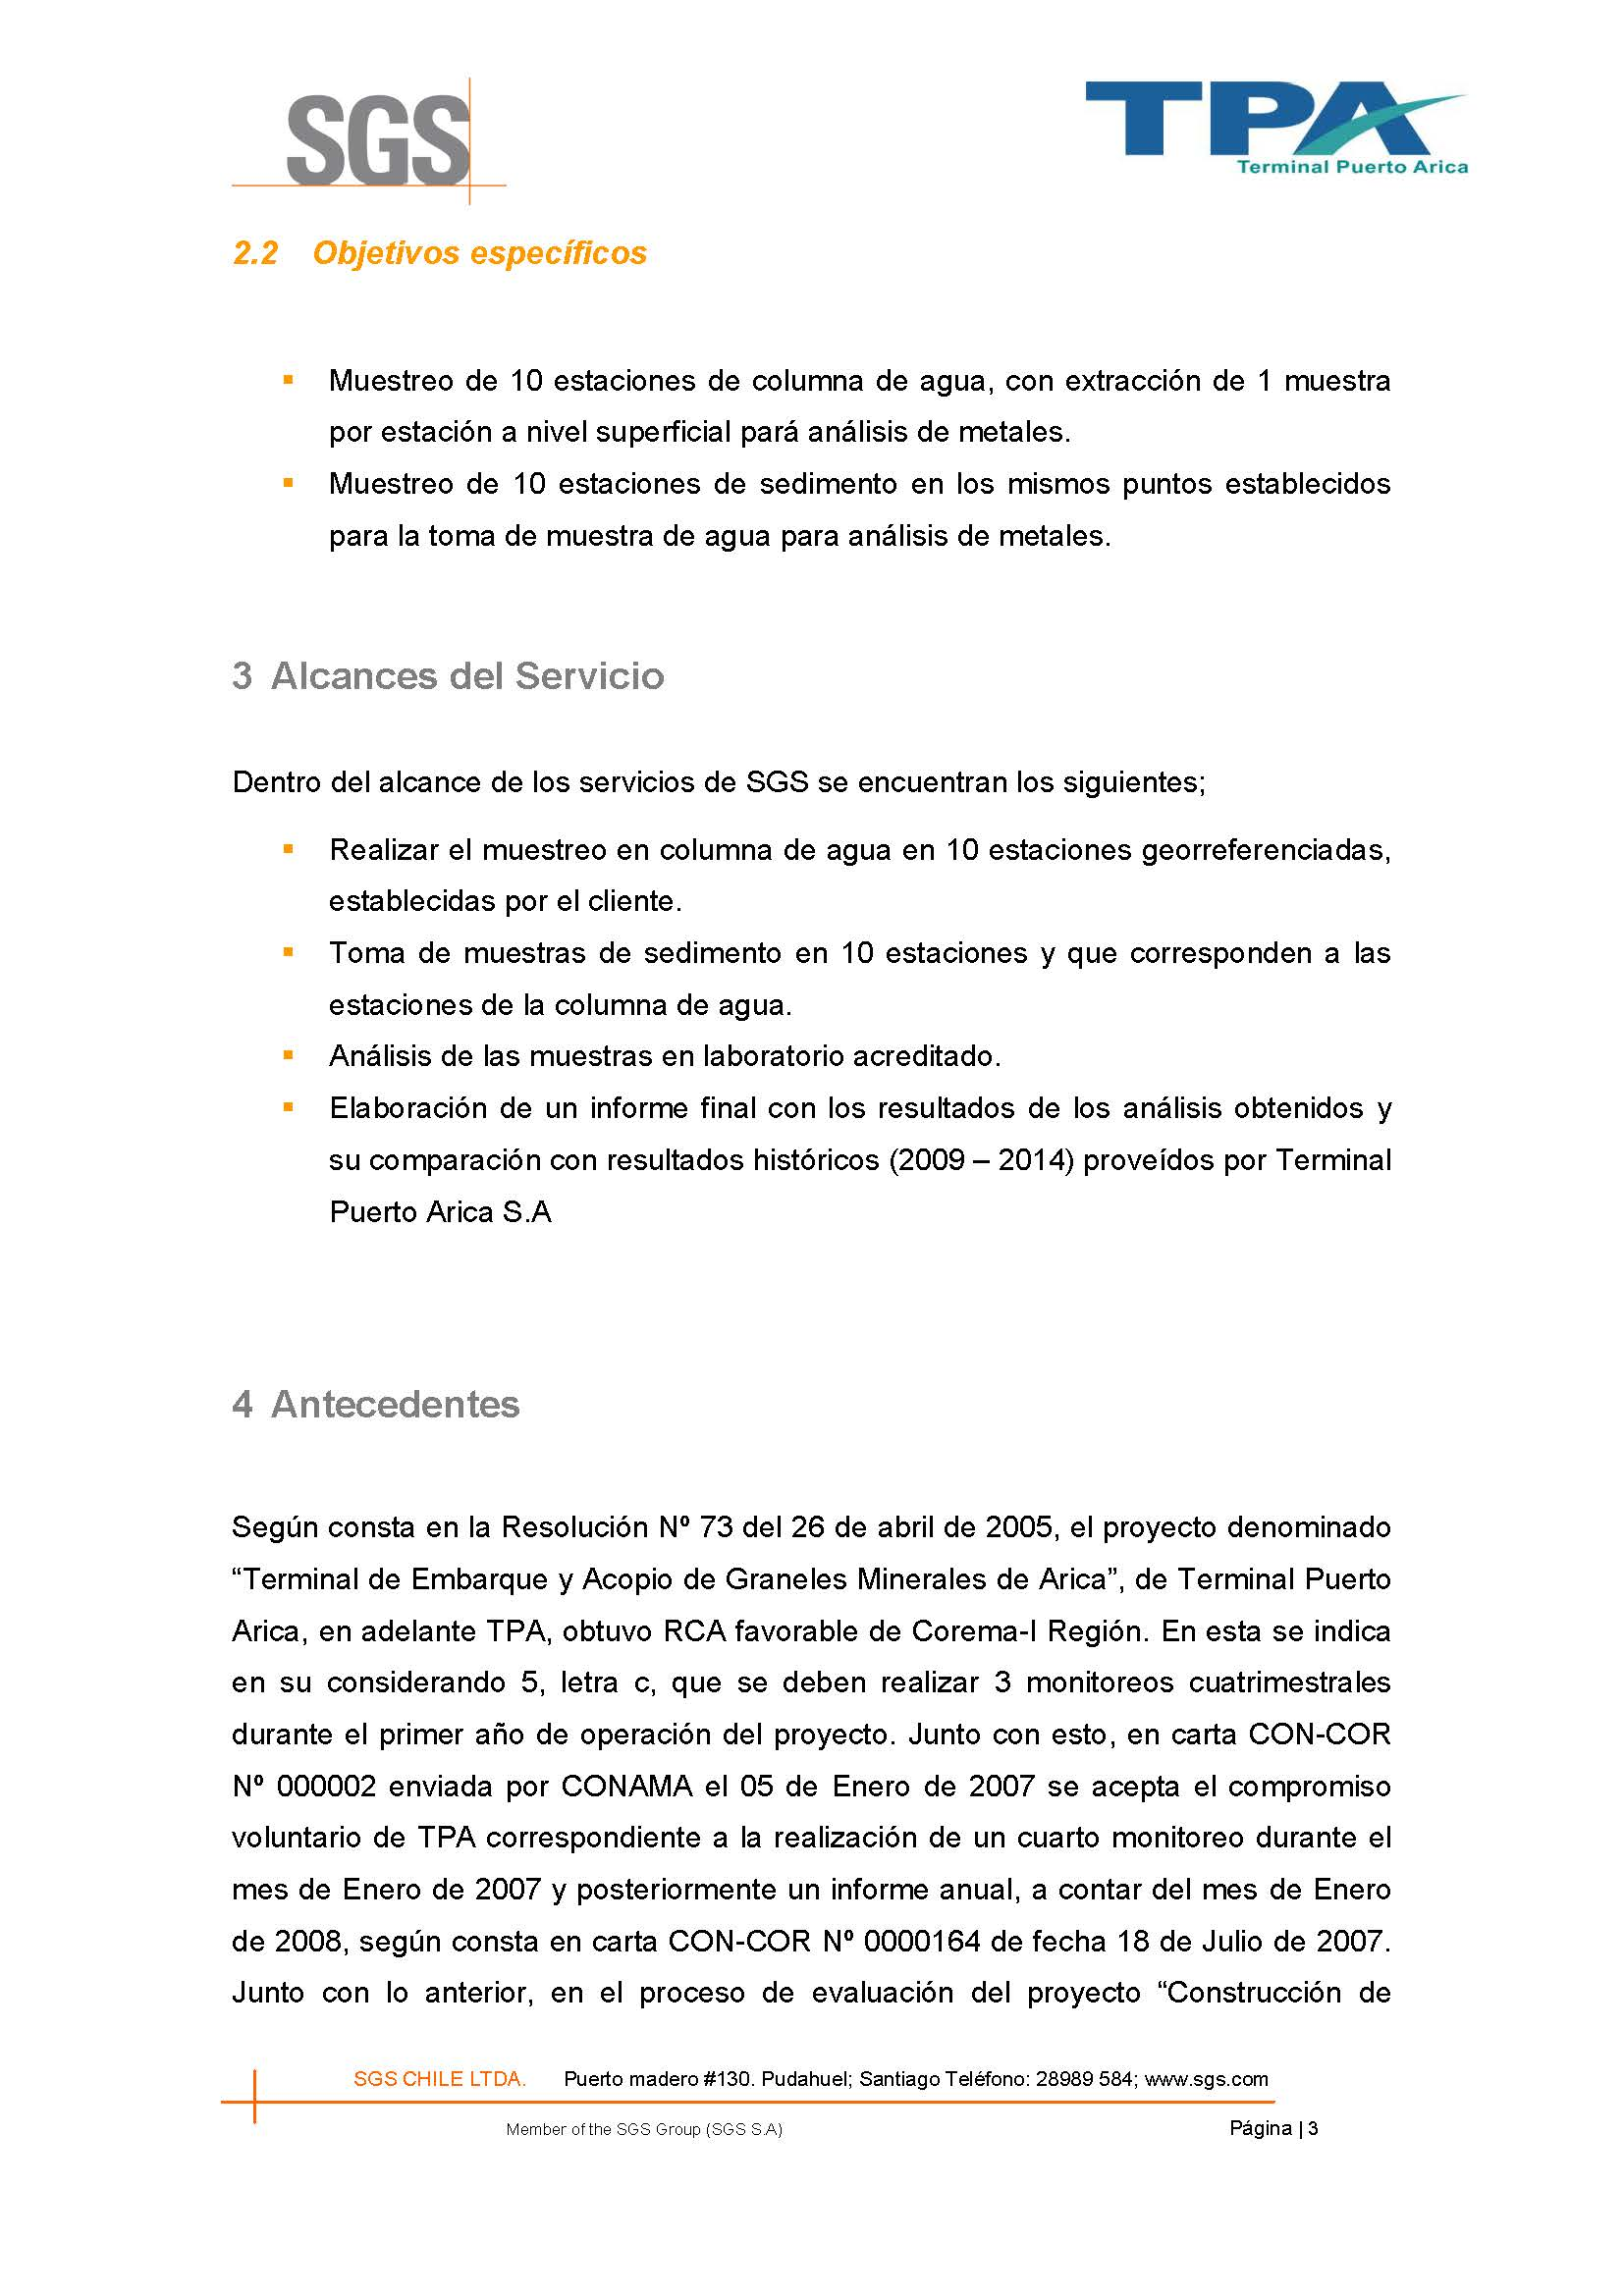 SGS
TPA
Terminal Puerto Arica
2.2 Objetivos específicos
▪ Muestreo de 10 estaciones de columna de agua, con extracción de 1 muestra
por estación a nivel superficial pará análisis de metales.
▪ Muestreo de 10 estaciones de sedimento en los mismos puntos establecidos
para la toma de muestra de agua para análisis de metales.
3 Alcances del Servicio
Dentro del alcance de los servicios de SGS se encuentran los siguientes;
▪ Realizar el muestreo en columna de agua en 10 estaciones georreferenciadas,
establecidas por el cliente.
▪ Toma de muestras de sedimento en 10 estaciones y que corresponden a las
estaciones de la columna de agua.
▪ Análisis de las muestras en laboratorio acreditado.
▪ Elaboración de un informe final con los resultados de los análisis obtenidos y
su comparación con resultados históricos (2009 – 2014) proveídos por Terminal
Puerto Arica S.A
4 Antecedentes
Según consta en la Resolución Nº 73 del 26 de abril de 2005, el proyecto denominado
“Terminal de Embarque y Acopio de Graneles Minerales de Arica”, de Terminal Puerto
Arica, en adelante TPA, obtuvo RCA favorable de Corema-I Región. En esta se indica
en su considerando 5, letra c, que se deben realizar 3 monitoreos cuatrimestrales
durante el primer año de operación del proyecto. Junto con esto, en carta CON-COR
Nº 000002 enviada por CONAMA el 05 de Enero de 2007 se acepta el compromiso
voluntario de TPA correspondiente a la realización de un cuarto monitoreo durante el
mes de Enero de 2007 y posteriormente un informe anual, a contar del mes de Enero
de 2008, según consta en carta CON-COR Nº 0000164 de fecha 18 de Julio de 2007.
Junto con lo anterior, en el proceso de evaluación del proyecto “Construcción de
SGS CHILE LTDA. Puerto madero #130. Pudahuel; Santiago Teléfono: 28989 584; www.sgs.com
Member of the SGS Group (SGS S.A) Página | 3